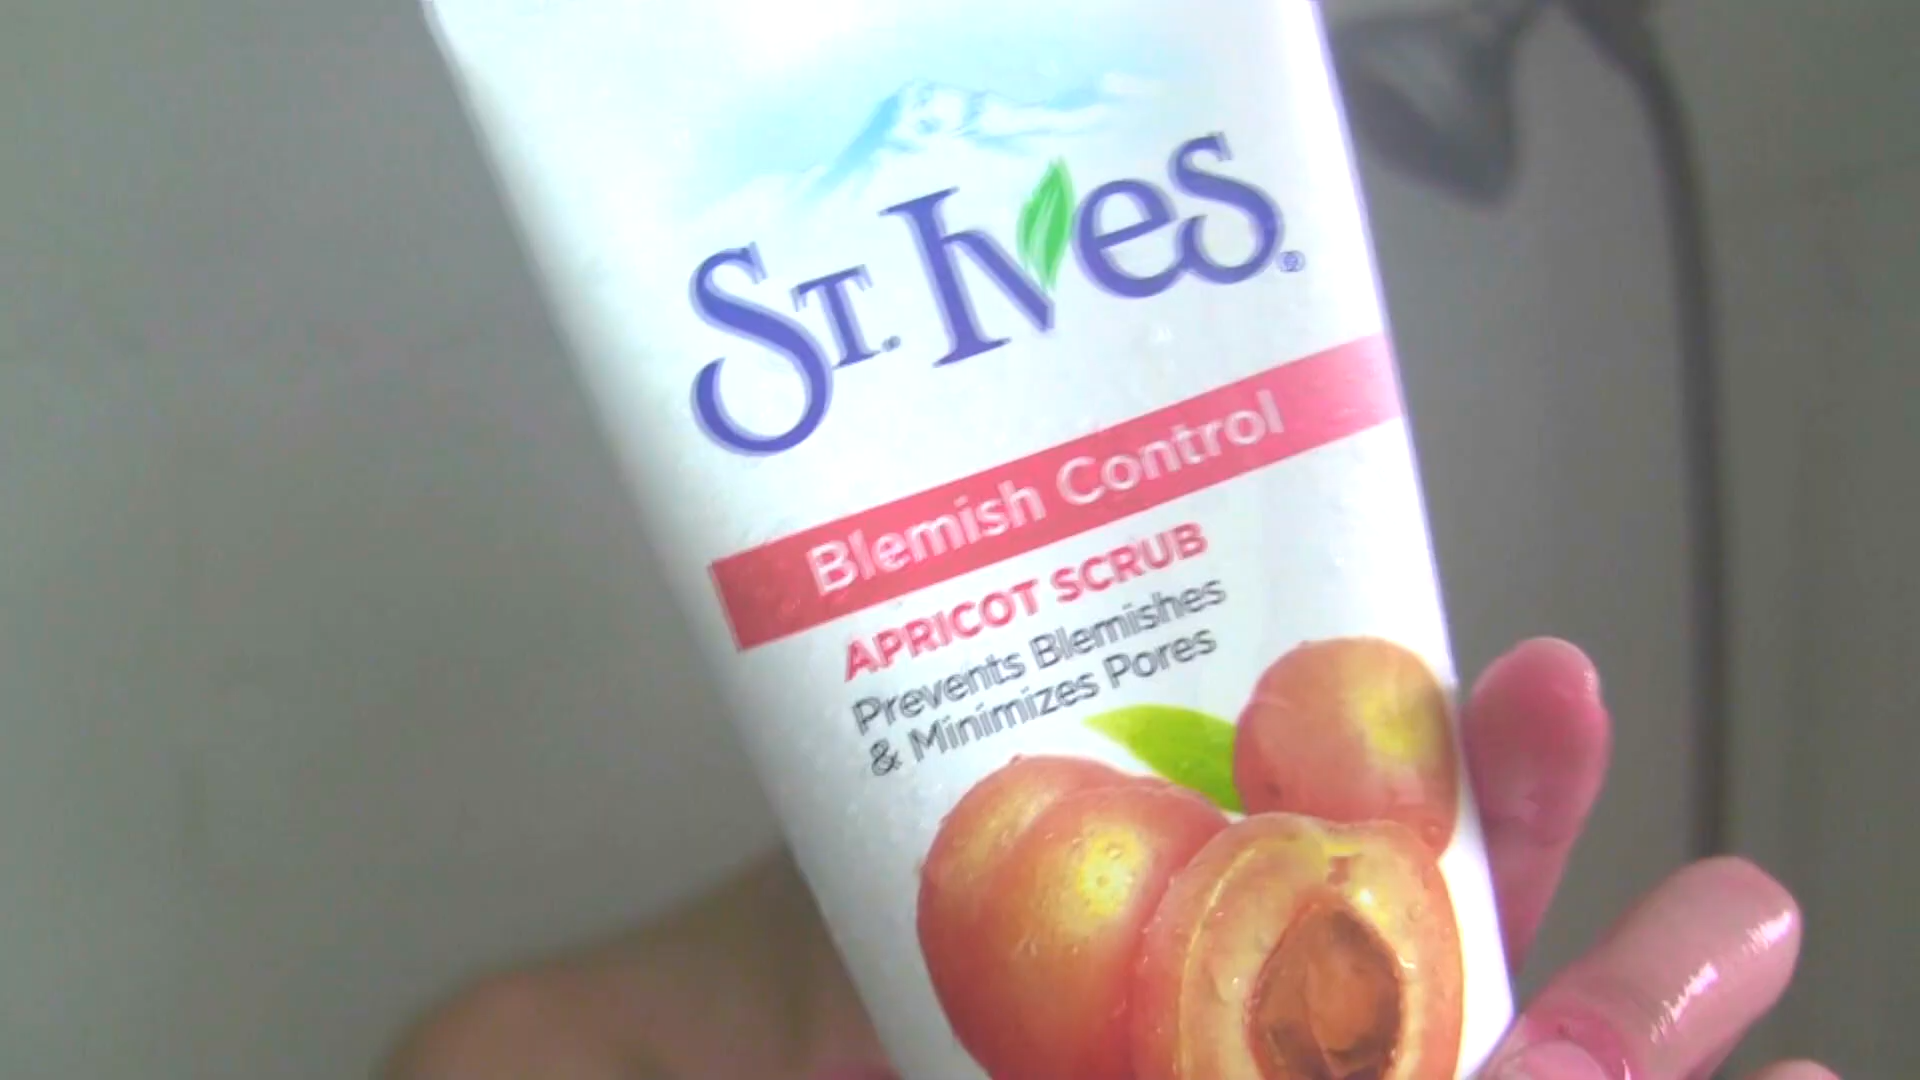 St. Ives®
Blemish Control
APRICOT SCRUB
Prevents Blemishes
& Minimizes Pores